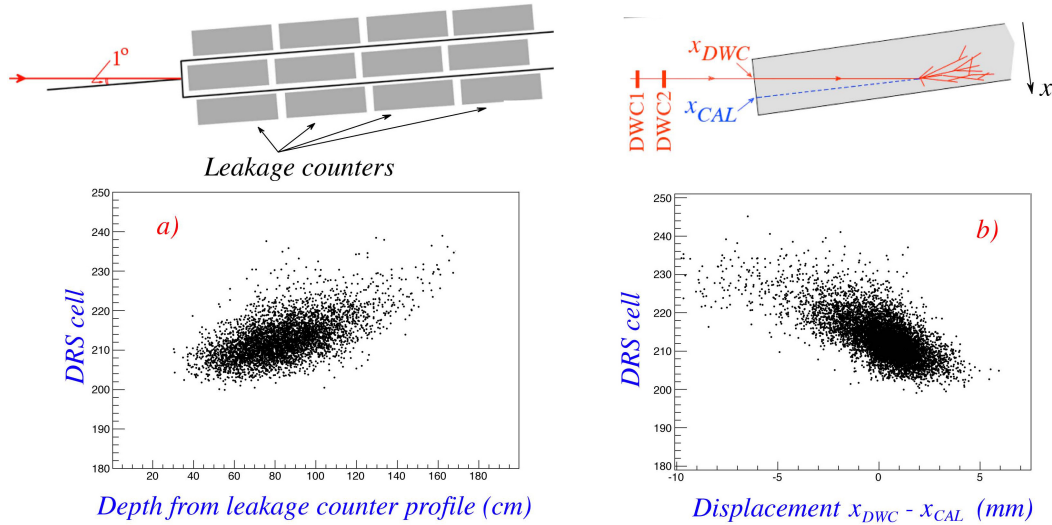 1°
Leakage counters
x_DWC
x_CAL
DWC1
DWC2
x
a)
250
240
230
220
210
200
190
180
20 40 60 80 100 120 140 160 180
DRS cell
Depth from leakage counter profile (cm)
b)
250
240
230
220
210
200
190
180
-10 -5 0 5
DRS cell
Displacement x_DWC - x_CAL (mm)